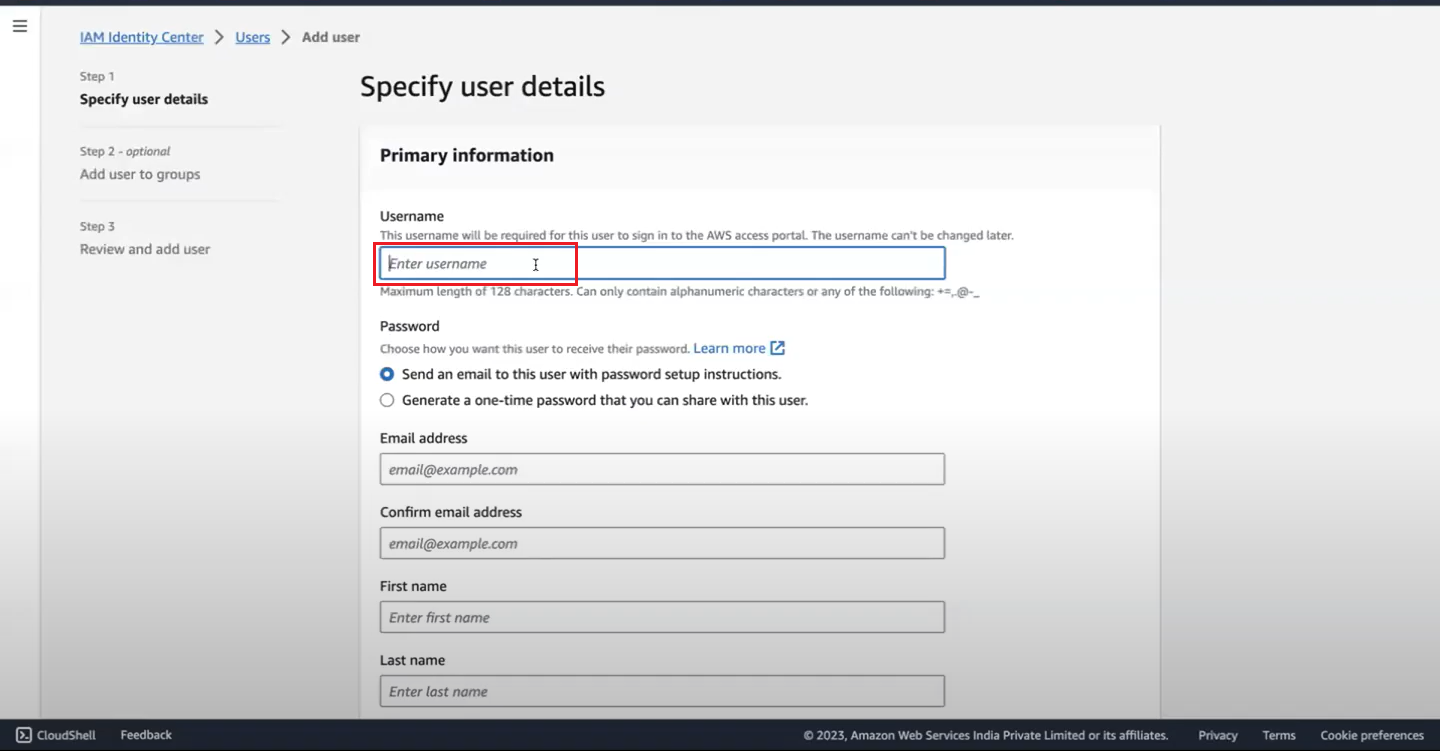 IAM Identity Center > Users > Add user
Step 1
Specify user details
Step 2 - optional
Add user to groups
Step 3
Review and add user
Specify user details
Primary information
Username
This username will be required for this user to sign in to the AWS access portal. The username can't be changed later.
Enter username
Maximum length of 128 characters. Can only contain alphanumeric characters or any of the following: +=,.@-_
Password
Choose how you want this user to receive their password. Learn more
Send an email to this user with password setup instructions.
Generate a one-time password that you can share with this user.
Email address
email@example.com
Confirm email address
email@example.com
First name
Enter first name
Last name
Enter last name
CloudShell Feedback © 2023, Amazon Web Services India Private Limited or its affiliates. Privacy Terms Cookie preferences